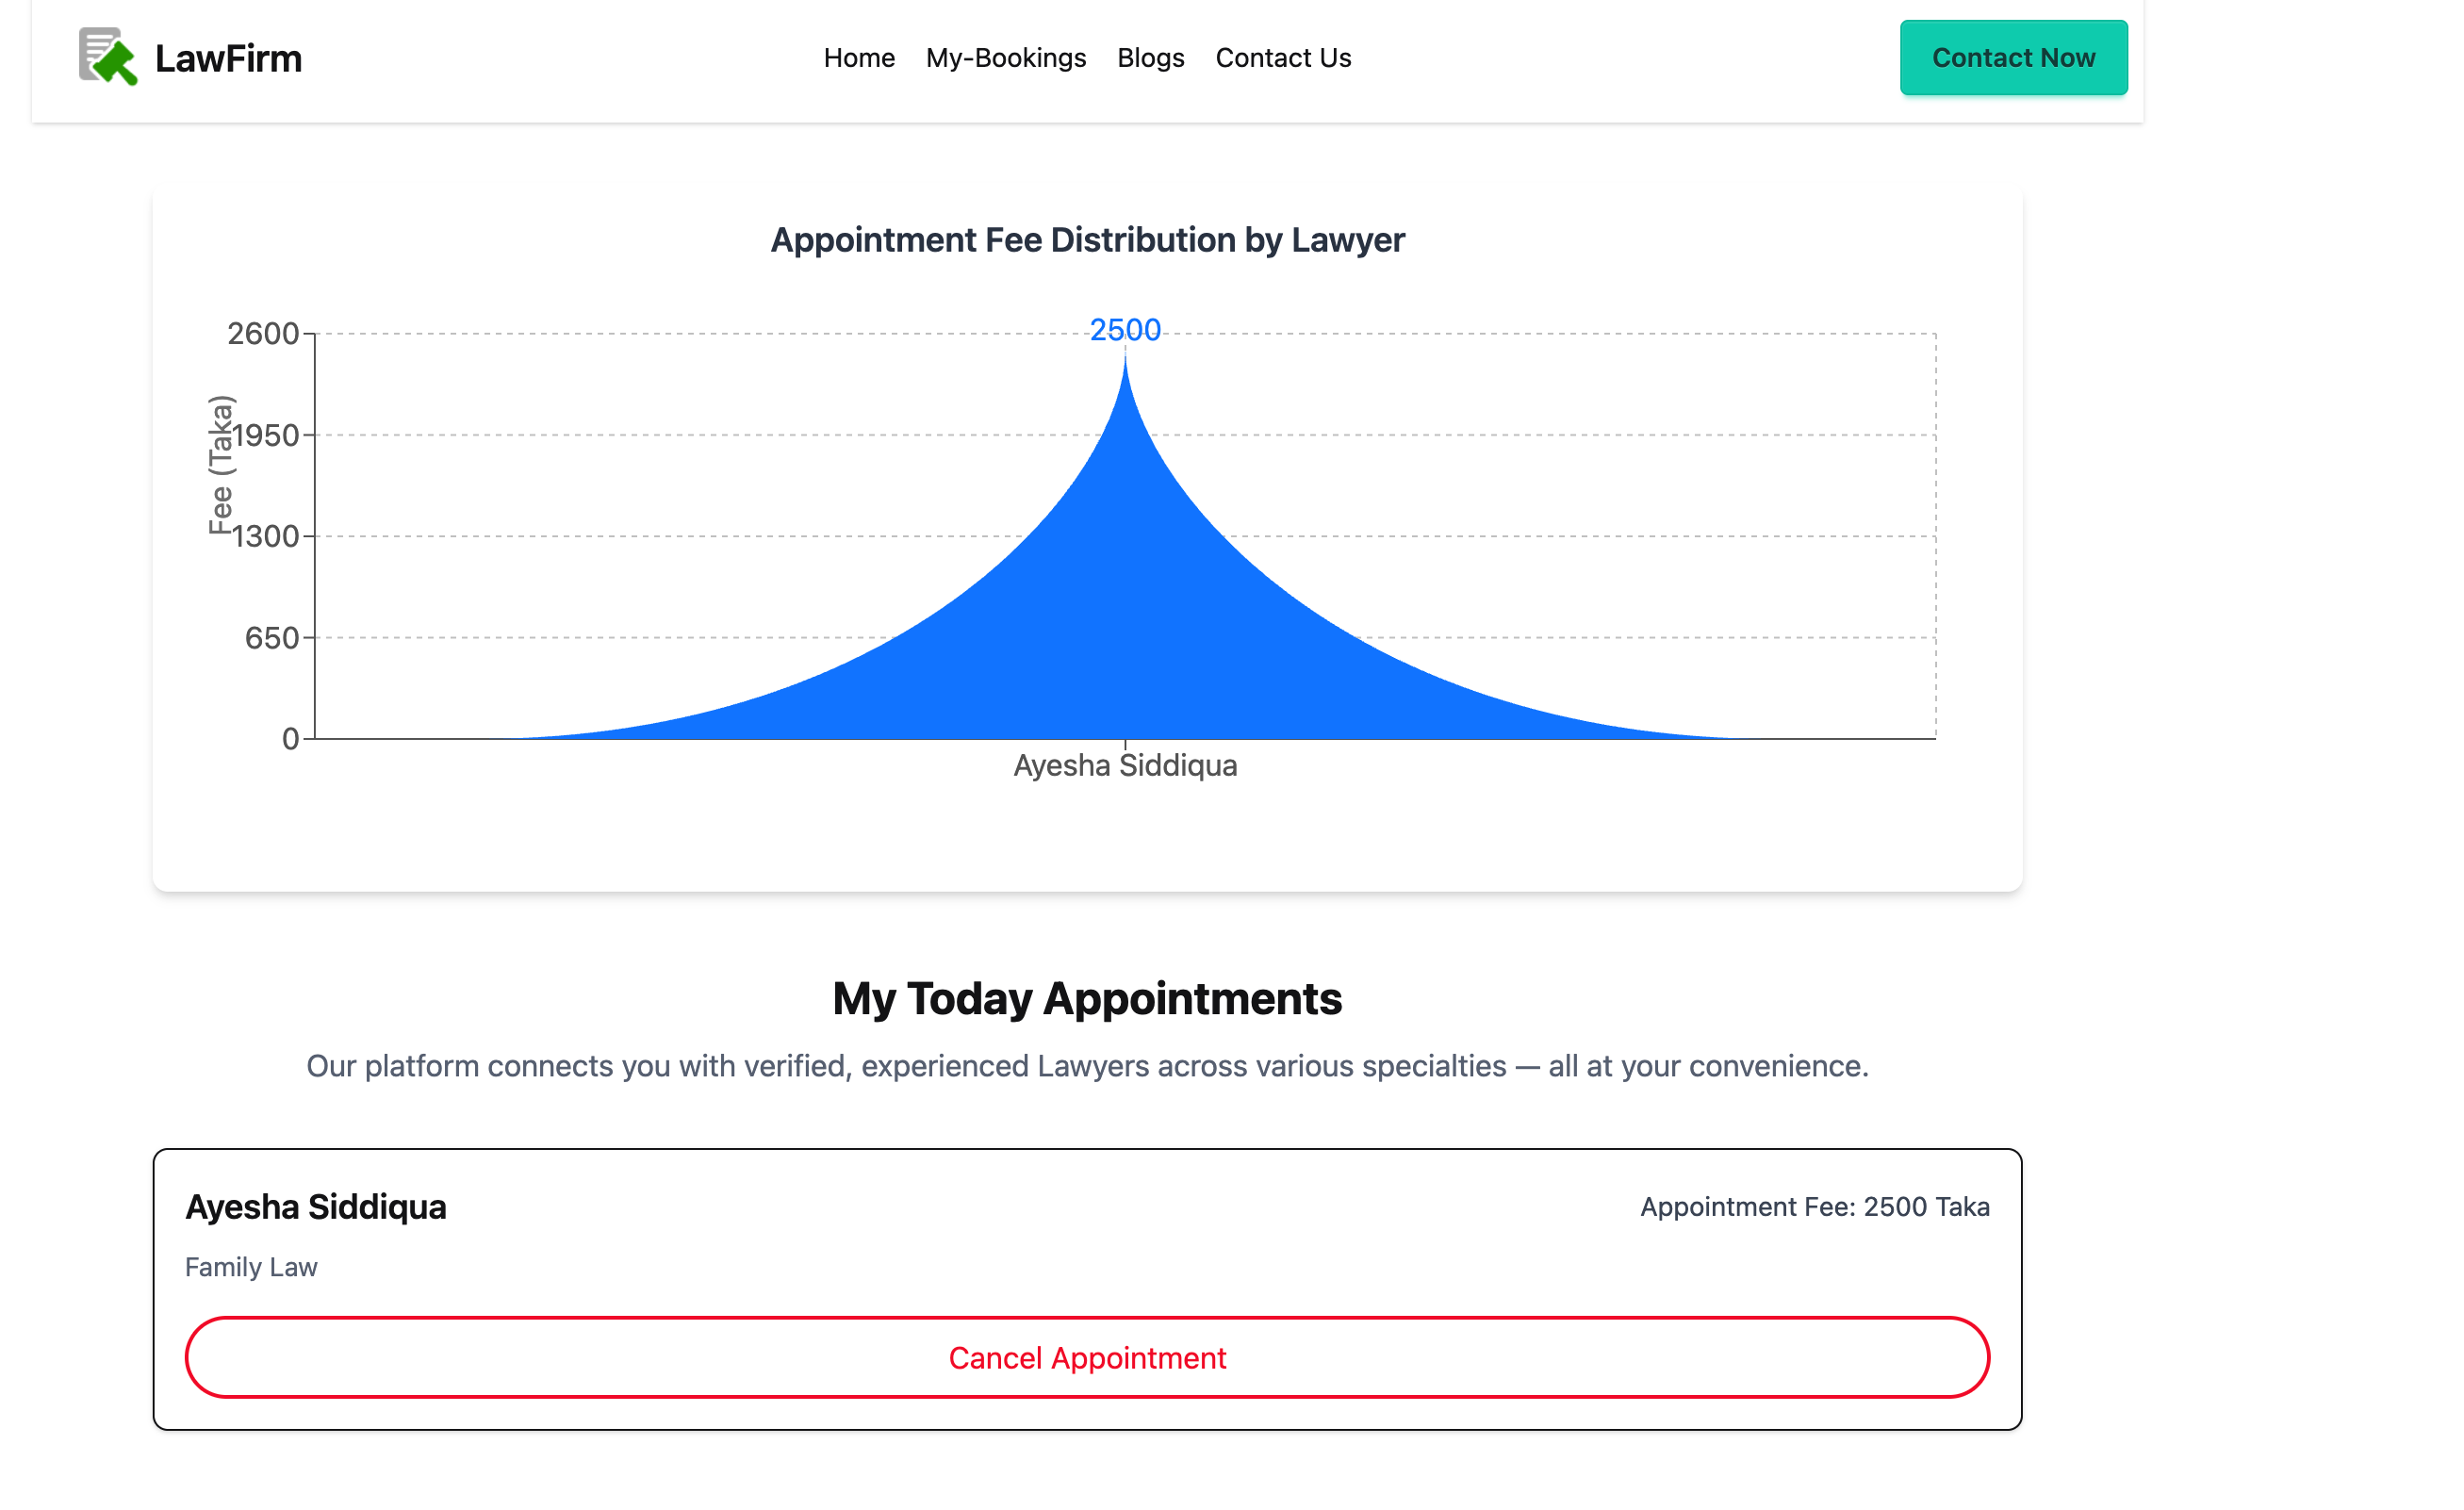 LawFirm
Home My-Bookings Blogs Contact Us
Contact Now
Appointment Fee Distribution by Lawyer
2500
2600
1950
1300
650
0
Fee (Taka)
Ayesha Siddiqua
My Today Appointments
Our platform connects you with verified, experienced Lawyers across various specialties — all at your convenience.
Ayesha Siddiqua
Appointment Fee: 2500 Taka
Family Law
Cancel Appointment